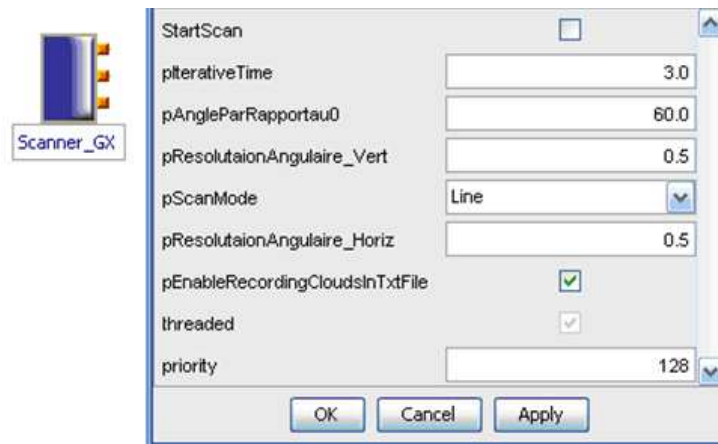 Scanner_GX
StartScan
pIterativeTime 3.0
pAngleParRapportau0 60.0
pResolutaionAngulaire_Vert 0.5
pScanMode Line
pResolutaionAngulaire_Horiz 0.5
pEnableRecordingCloudsInTxtFile
threaded
priority 128
OK Cancel Apply